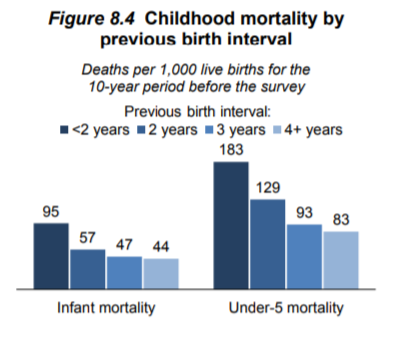 Figure 8.4 Childhood mortality by
previous birth interval
Deaths per 1,000 live births for the
10-year period before the survey
Previous birth interval:
<2 years 2 years 3 years 4+ years
183
129
95
93
83
57
47
44
Infant mortality Under-5 mortality